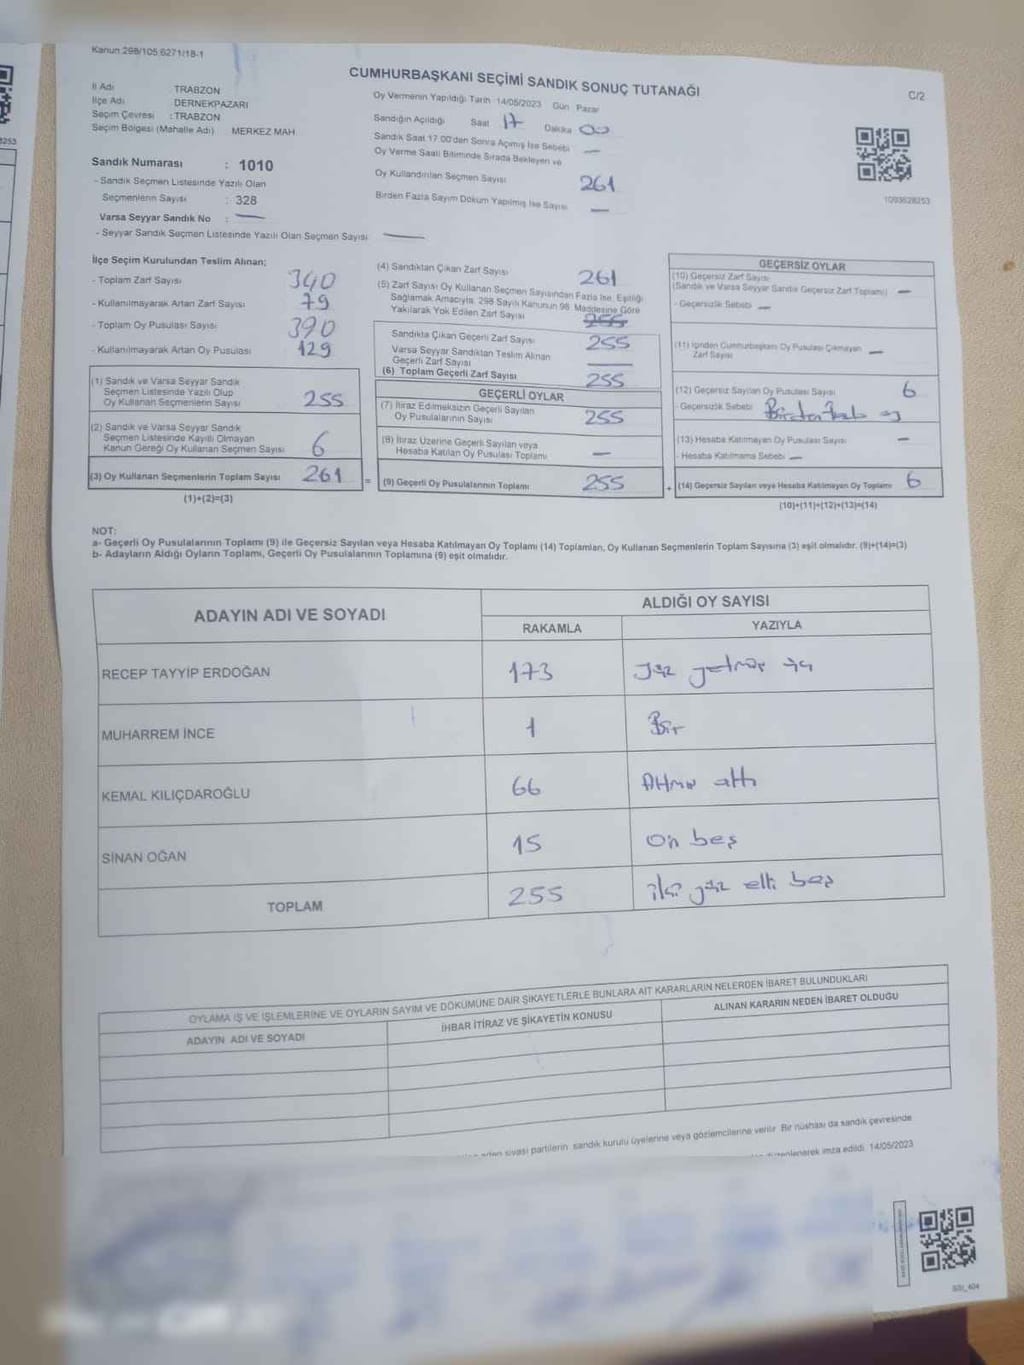 Kanun:298/105,6271/18-1
CUMHURBAŞKANI SEÇİMİ SANDIK SONUÇ TUTANAĞI
C/2
İl Adı : TRABZON
İlçe Adı : DERNEKPAZARI
Seçim Çevresi : TRABZON
Seçim Bölgesi (Mahalle Adı) : MERKEZ MAH.
Sandık Numarası : 1010
- Sandık Seçmen Listesinde Yazılı Olan
Seçmenlerin Sayısı : 328
Varsa Seyyar Sandık No : —
- Seyyar Sandık Seçmen Listesinde Yazılı Olan Seçmen Sayısı —
Oy Vermenin Yapıldığı Tarih 14/05/2023 Gün Pazar
Sandığın Açıldığı Saat 17 Dakika 00
Sandık Saat 17.00'den Sonra Açılmış İse Sebebi —
Oy Verme Saati Bitiminde Sırada Bekleyen ve
Oy Kullandırılan Seçmen Sayısı 261
Birden Fazla Sayım Döküm Yapılmış İse Sayısı —
1093628253
İlçe Seçim Kurulundan Teslim Alınan;
- Toplam Zarf Sayısı 340
- Kullanılmayarak Artan Zarf Sayısı 79
- Toplam Oy Pusulası Sayısı 390
- Kullanılmayarak Artan Oy Pusulası 129
(1) Sandık ve Varsa Seyyar Sandık
Seçmen Listesinde Yazılı Olup
Oy Kullanan Seçmenlerin Sayısı 255
(2) Sandık ve Varsa Seyyar Sandık
Seçmen Listesinde Kayıtlı Olmayan
Kanun Gereği Oy Kullanan Seçmen Sayısı 6
(3) Oy Kullanan Seçmenlerin Toplam Sayısı 261 =
(1)+(2)=(3)
(4) Sandıktan Çıkan Zarf Sayısı 261
(5) Zarf Sayısı Oy Kullanan Seçmen Sayısından Fazla İse, Eşitliği
Sağlamak Amacıyla, 298 Sayılı Kanunun 98. Maddesine Göre
Yakılarak Yok Edilen Zarf Sayısı 255
Sandıkta Çıkan Geçerli Zarf Sayısı 255
Varsa Seyyar Sandıktan Teslim Alınan
Geçerli Zarf Sayısı —
(6) Toplam Geçerli Zarf Sayısı 255
GEÇERLİ OYLAR
(7) İtiraz Edilmeksizin Geçerli Sayılan
Oy Pusulalarının Sayısı 255
(8) İtiraz Üzerine Geçerli Sayılan veya
Hesaba Katılan Oy Pusulası Toplamı —
(9) Geçerli Oy Pusulalarının Toplamı 255 +
GEÇERSİZ OYLAR
(10) Geçersiz Zarf Sayısı
(Sandık ve Varsa Seyyar Sandık Geçersiz Zarf Toplamı) —
- Geçersizlik Sebebi —
(11) İçinden Cumhurbaşkanı Oy Pusulası Çıkmayan —
Zarf Sayısı
(12) Geçersiz Sayılan Oy Pusulası Sayısı 6
- Geçersizlik Sebebi Birden fazla oy
(13) Hesaba Katılmayan Oy Pusulası Sayısı —
- Hesaba Katılmama Sebebi —
(14) Geçersiz Sayılan veya Hesaba Katılmayan Oy Toplamı 6
(10)+(11)+(12)+(13)=(14)
NOT:
a- Geçerli Oy Pusulalarının Toplamı (9) ile Geçersiz Sayılan veya Hesaba Katılmayan Oy Toplamı (14) Toplamları, Oy Kullanan Seçmenlerin Toplam Sayısına (3) eşit olmalıdır. (9)+(14)=(3)
b- Adayların Aldığı Oyların Toplamı, Geçerli Oy Pusulalarının Toplamına (9) eşit olmalıdır.
ADAYIN ADI VE SOYADI ALDIĞI OY SAYISI
RAKAMLA YAZIYLA
RECEP TAYYİP ERDOĞAN 173 yüz yetmiş üç
MUHARREM İNCE 1 Bir
KEMAL KILIÇDAROĞLU 66 Altmış altı
SİNAN OĞAN 15 On beş
TOPLAM 255 iki yüz elli beş
OYLAMA İŞ VE İŞLEMLERİNE VE OYLARIN SAYIM VE DÖKÜMÜNE DAİR ŞİKAYETLERLE BUNLARA AİT KARARLARIN NELERDEN İBARET BULUNDUKLARI
ADAYIN ADI VE SOYADI İHBAR İTİRAZ VE ŞİKAYETİN KONUSU ALINAN KARARIN NEDEN İBARET OLDUĞU
siyasi partilerin, sandık kurulu üyelerine veya gözlemcilerine verilir. Bir nüshası da sandık çevresinde
düzenlenerek imza edildi. 14/05/2023